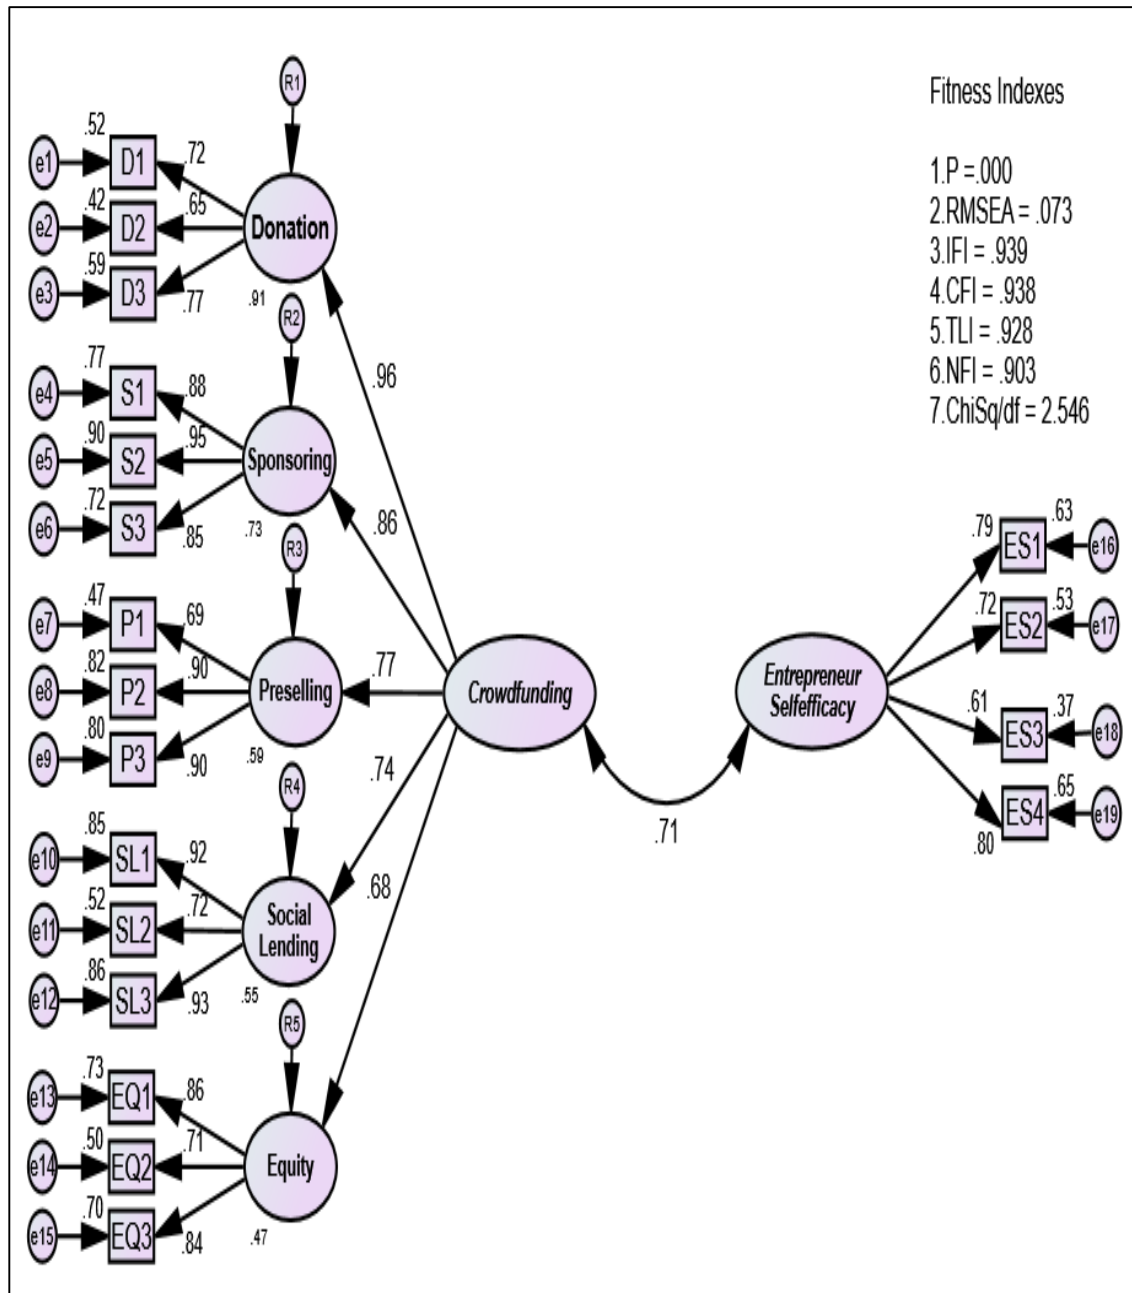 R1
.52
e1
D1
.72
.42
e2
D2
.65
Donation
.59
e3
D3
.77
.91
R2
.77
e4
S1
.88
.90
e5
S2
.95
Sponsoring
.72
e6
S3
.85
.73
R3
.47
e7
P1
.69
.82
e8
P2
.90
Preselling
.80
e9
P3
.90
.59
R4
.85
e10
SL1
.92
.52
e11
SL2
.72
Social
Lending
.86
e12
SL3
.93
.55
R5
.73
e13
EQ1
.86
.50
e14
EQ2
.71
Equity
.70
e15
EQ3
.84
.47
.96
.86
.77
.74
.68
Crowdfunding
.71
Entrepreneur
Selfefficacy
Fitness Indexes
1.P =.000
2.RMSEA = .073
3.IFI = .939
4.CFI = .938
5.TLI = .928
6.NFI = .903
7.ChiSq/df = 2.546
.79
ES1
.63
e16
.72
ES2
.53
e17
.61
ES3
.37
e18
.80
ES4
.65
e19